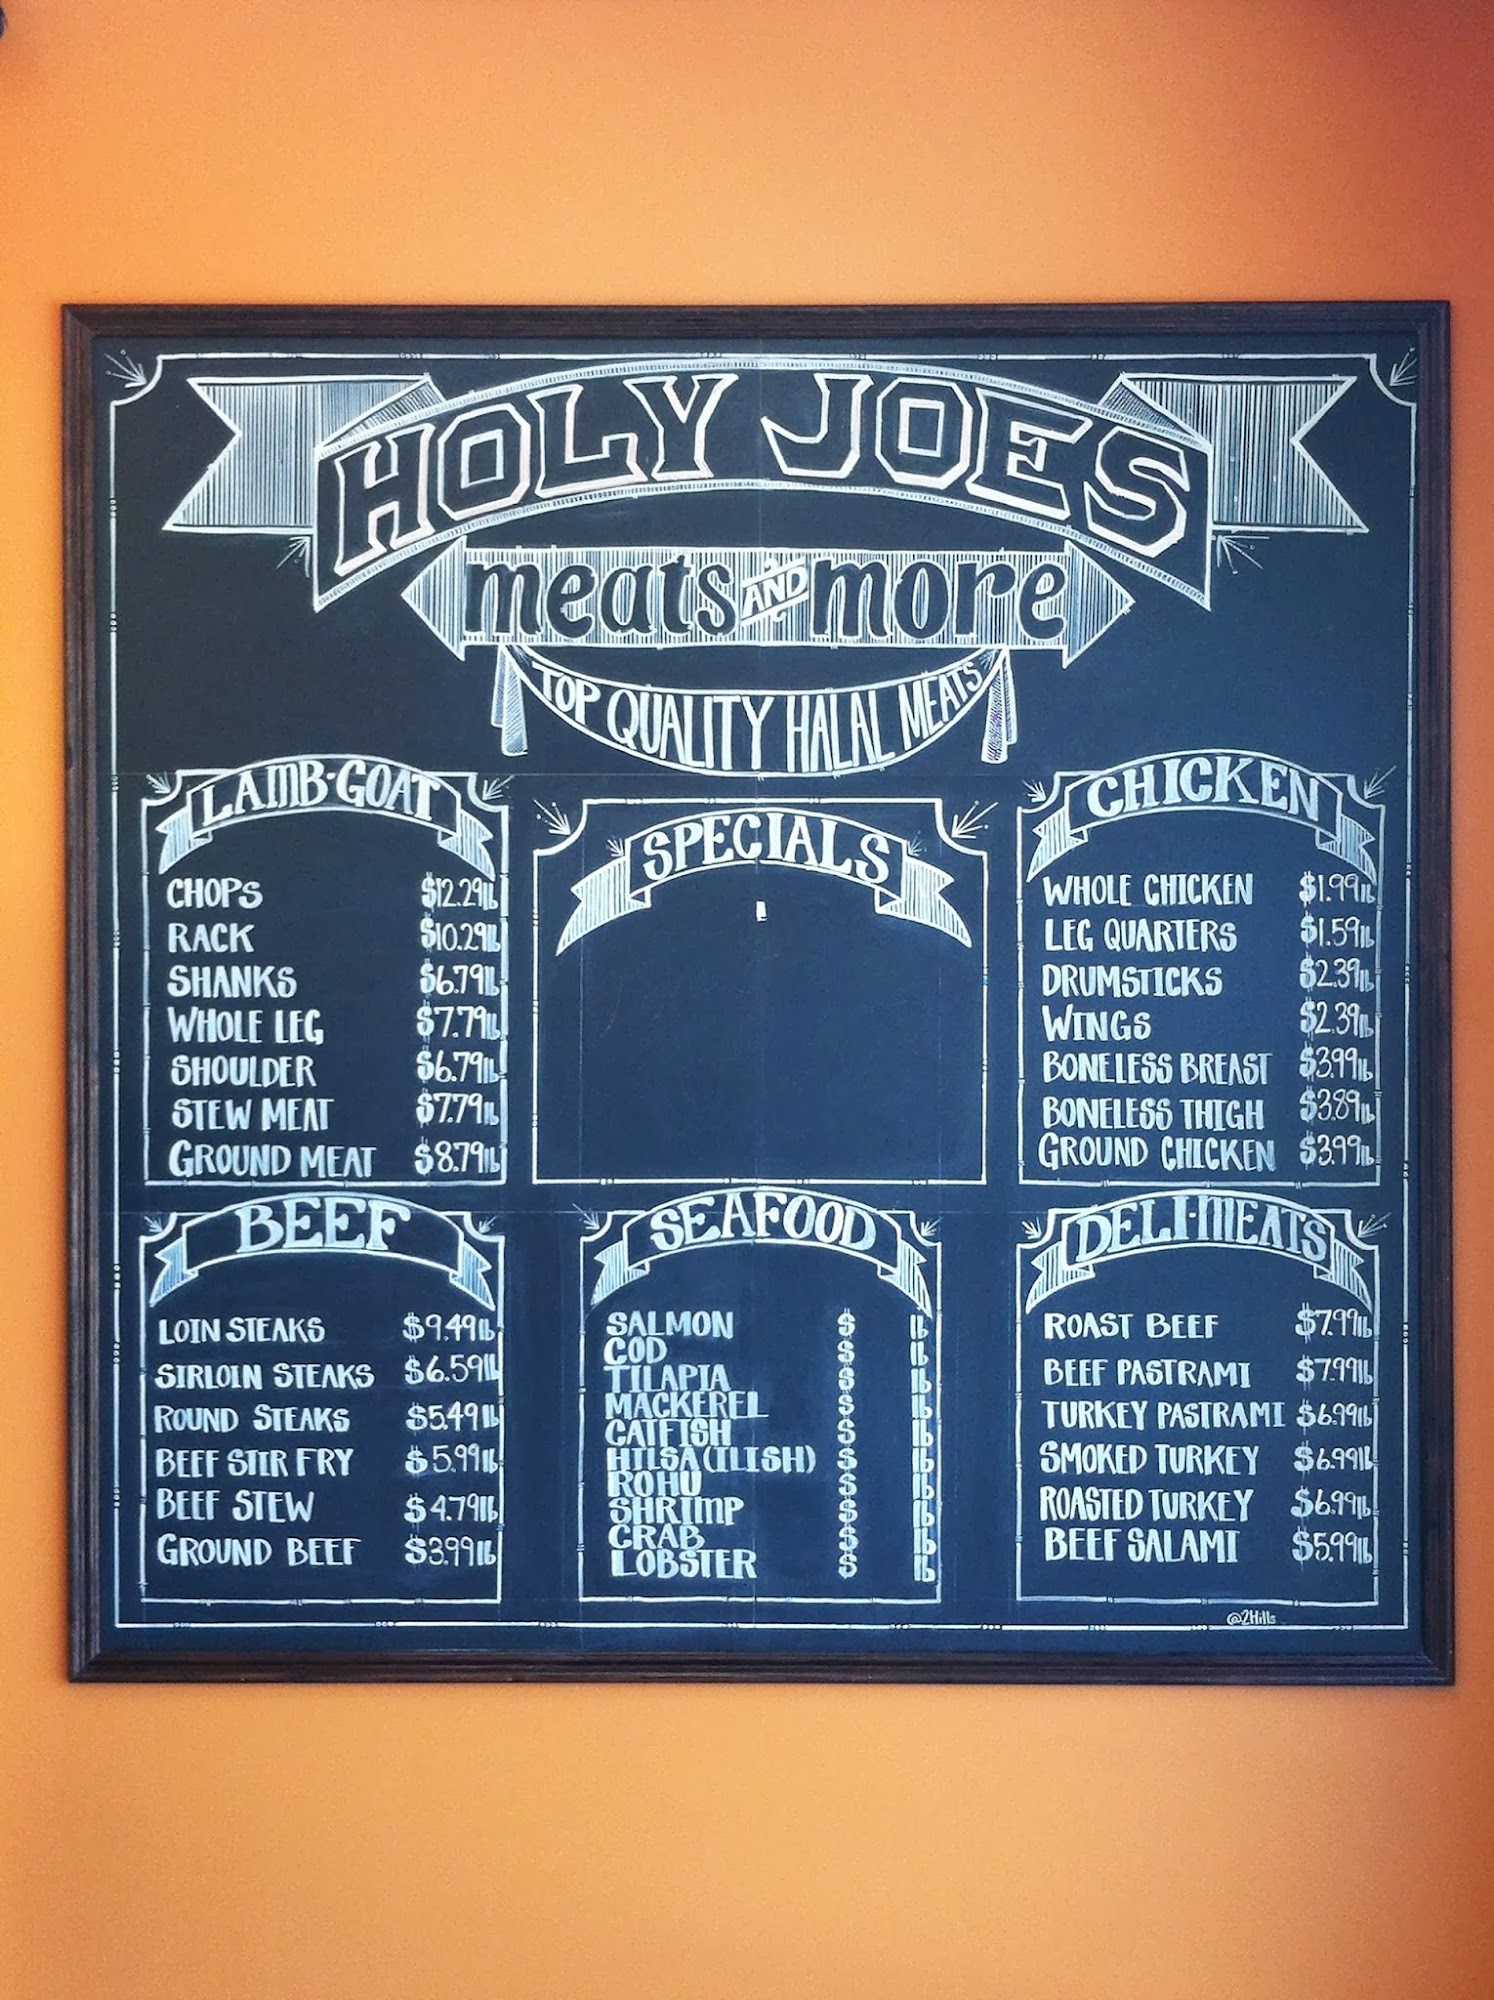 HOLY JOES
meats AND more
TOP QUALITY HALAL MEATS
LAMB-GOAT
CHOPS $12.29lb
RACK $10.29lb
SHANKS $6.79lb
WHOLE LEG $7.79lb
SHOULDER $6.79lb
STEW MEAT $7.79lb
GROUND MEAT $8.79lb
SPECIALS
CHICKEN
WHOLE CHICKEN $1.99lb
LEG QUARTERS $1.59lb
DRUMSTICKS $2.39lb
WINGS $2.39lb
BONELESS BREAST $3.99lb
BONELESS THIGH $3.89lb
GROUND CHICKEN $3.99lb
BEEF
LOIN STEAKS $9.49lb
SIRLOIN STEAKS $6.59lb
ROUND STEAKS $5.49lb
BEEF STIR FRY $5.99lb
BEEF STEW $4.79lb
GROUND BEEF $3.99lb
SEAFOOD
SALMON $ lb
COD $ lb
TILAPIA $ lb
MACKEREL $ lb
CATFISH $ lb
HILSA (ILISH) $ lb
ROHU $ lb
SHRIMP $ lb
CRAB $ lb
LOBSTER $ lb
DELI-MEATS
ROAST BEEF $7.99lb
BEEF PASTRAMI $7.99lb
TURKEY PASTRAMI $6.99lb
SMOKED TURKEY $6.99lb
ROASTED TURKEY $6.99lb
BEEF SALAMI $5.99lb
@2Hills